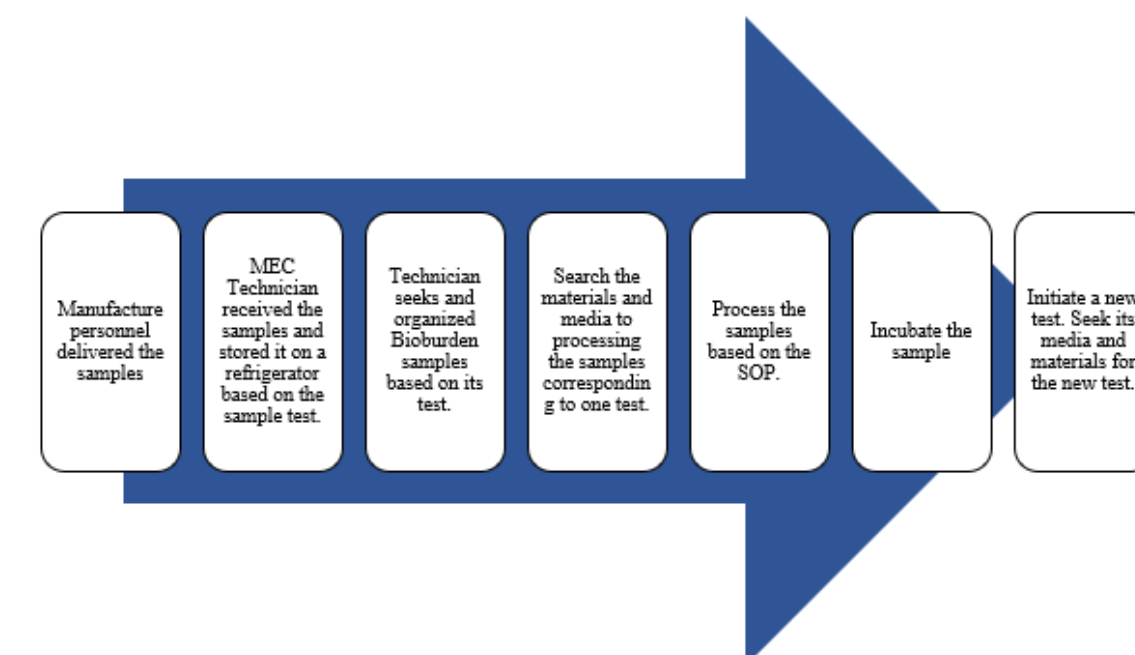 Manufacture
personnel
delivered the
samples
MEC
Technician
received the
samples and
stored it on a
refrigerator
based on the
sample test.
Technician
seeks and
organized
Bioburden
samples
based on its
test.
Search the
materials and
media to
processing
the samples
correspondin
g to one test.
Process the
samples
based on the
SOP.
Incubate the
sample
Initiate a new
test. Seek its
media and
materials for
the new test.